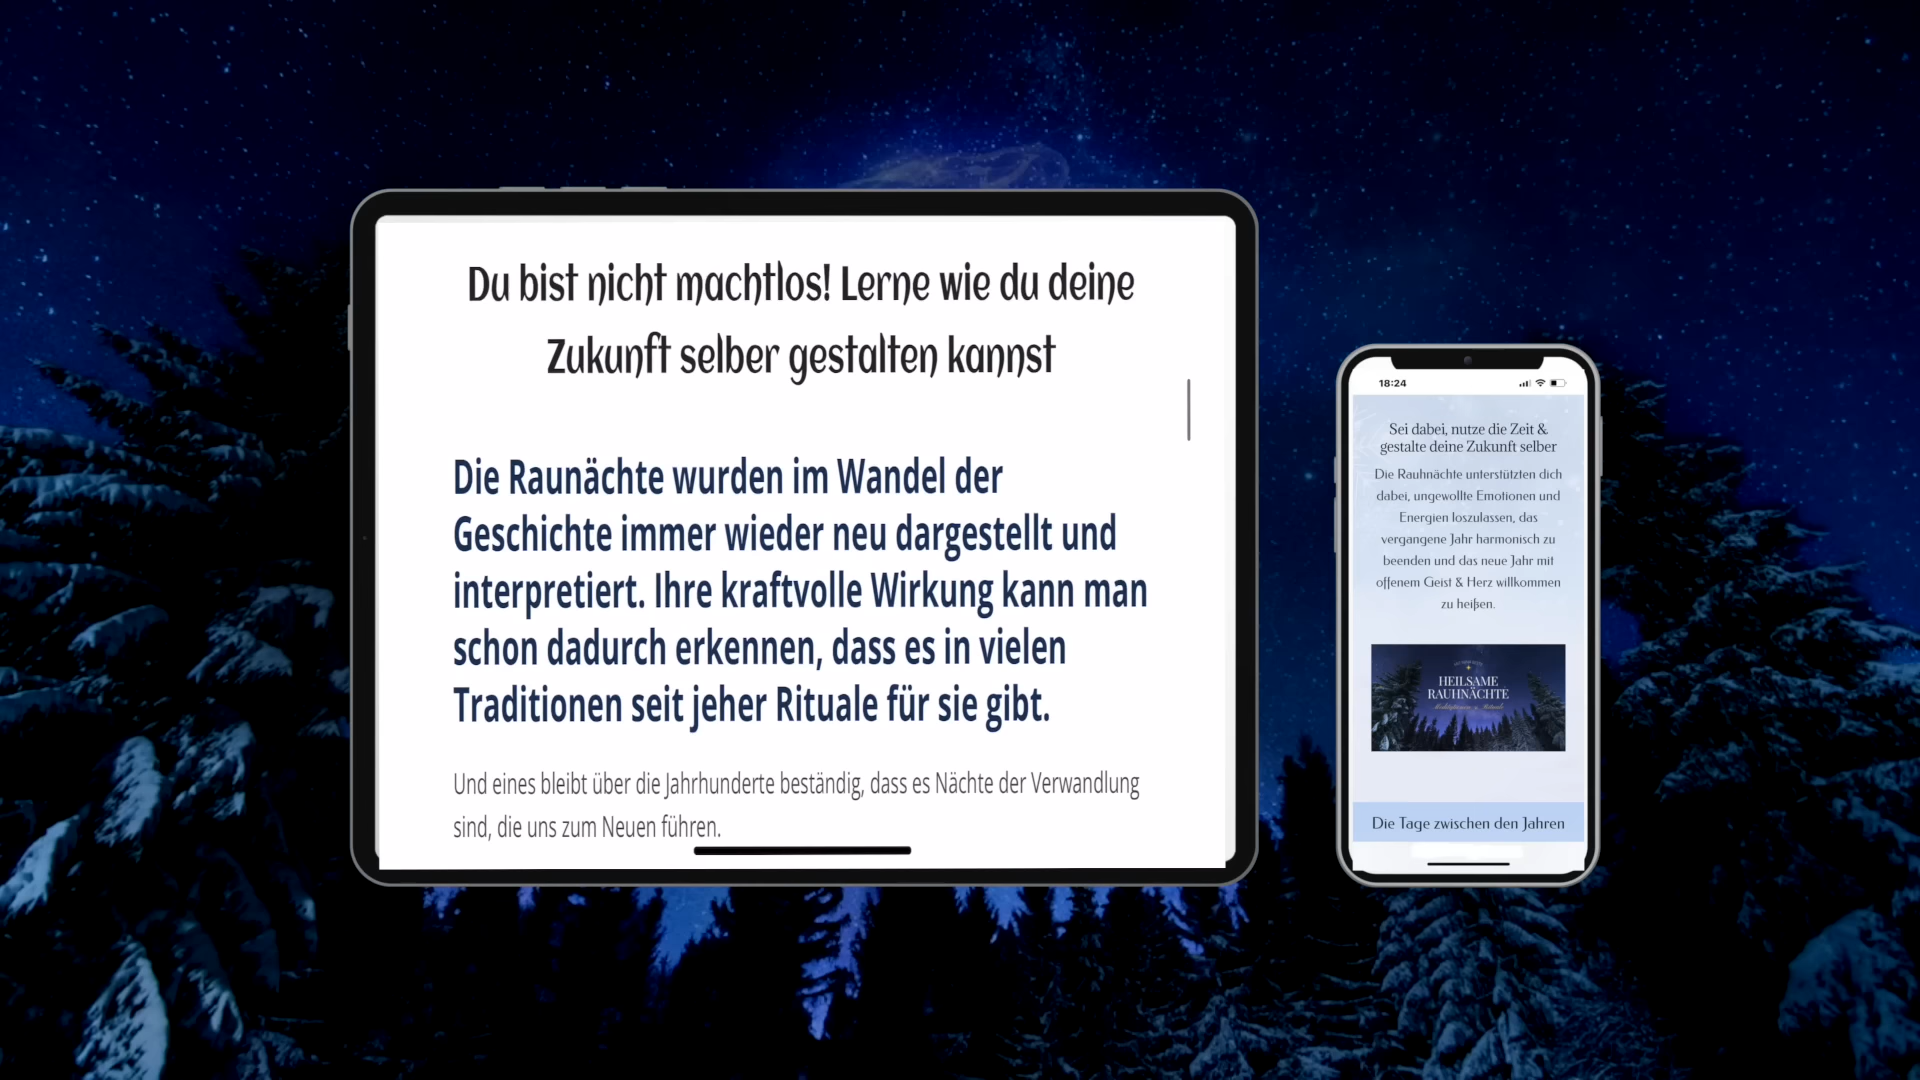 Du bist nicht machtlos! Lerne wie du deine
Zukunft selber gestalten kannst
Die Raunächte wurden im Wandel der
Geschichte immer wieder neu dargestellt und
interpretiert. Ihre kraftvolle Wirkung kann man
schon dadurch erkennen, dass es in vielen
Traditionen seit jeher Rituale für sie gibt.
Und eines bleibt über die Jahrhunderte beständig, dass es Nächte der Verwandlung
sind, die uns zum Neuen führen.
18:24
Sei dabei, nutze die Zeit &
gestalte deine Zukunft selber
Die Rauhnächte unterstützten dich
dabei, ungewollte Emotionen und
Energien loszulassen, das
vergangene Jahr harmonisch zu
beenden und das neue Jahr mit
offenem Geist & Herz willkommen
zu heißen.
HEILSAME
RAUHNÄCHTE
Die Tage zwischen den Jahren